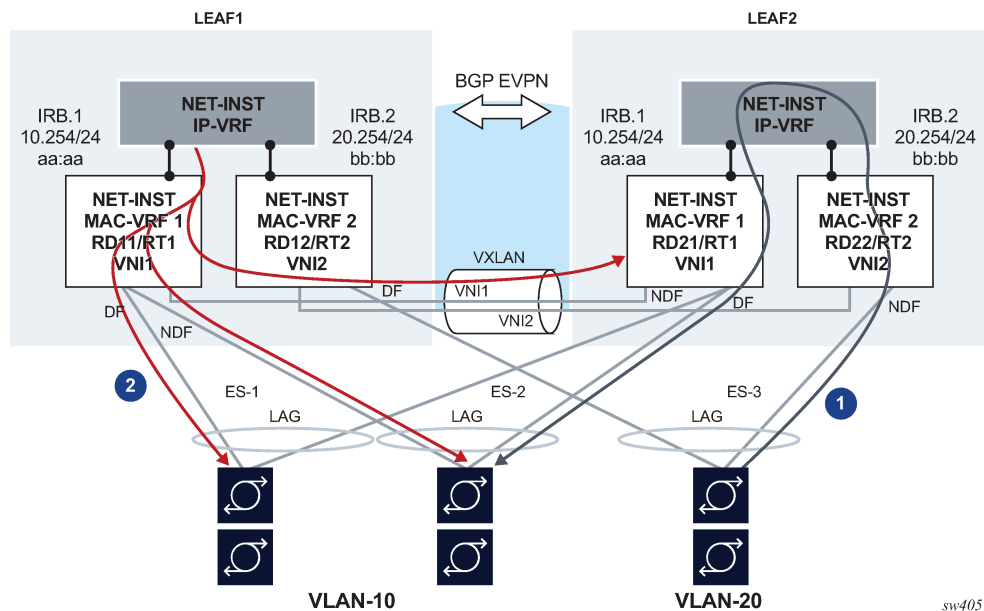 LEAF1
LEAF2
BGP EVPN
NET-INST
IP-VRF
IRB.1
10.254/24
aa:aa
IRB.2
20.254/24
bb:bb
NET-INST
IP-VRF
IRB.1
10.254/24
aa:aa
IRB.2
20.254/24
bb:bb
NET-INST
MAC-VRF 1
RD11/RT1
VNI1
NET-INST
MAC-VRF 2
RD12/RT2
VNI2
NET-INST
MAC-VRF 1
RD21/RT1
VNI1
NET-INST
MAC-VRF 2
RD22/RT2
VNI2
VXLAN
VNI1
VNI2
DF
NDF
DF
NDF
DF
NDF
2
ES-1
ES-2
ES-3
1
LAG
LAG
LAG
VLAN-10
VLAN-20
sw405